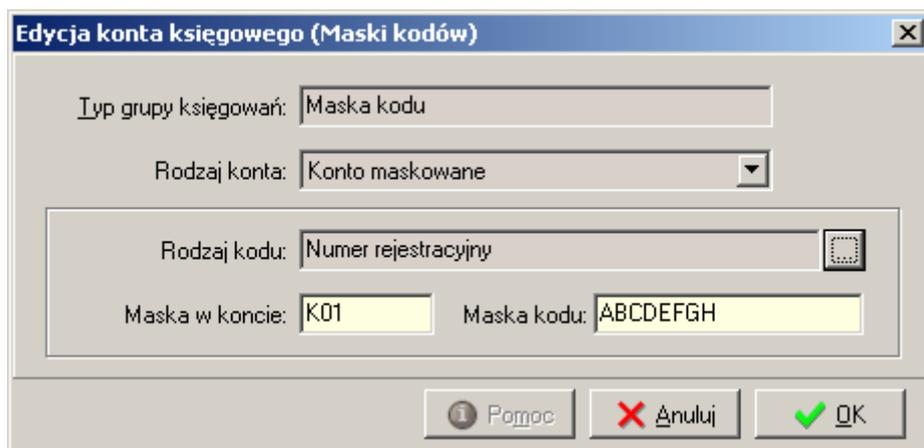 Edycja konta księgowego (Maski kodów)
Typ grupy księgowań: Maska kodu
Rodzaj konta: Konto maskowane
Rodzaj kodu: Numer rejestracyjny ...
Maska w koncie: K01 Maska kodu: ABCDEFGH
Pomoc Anuluj OK